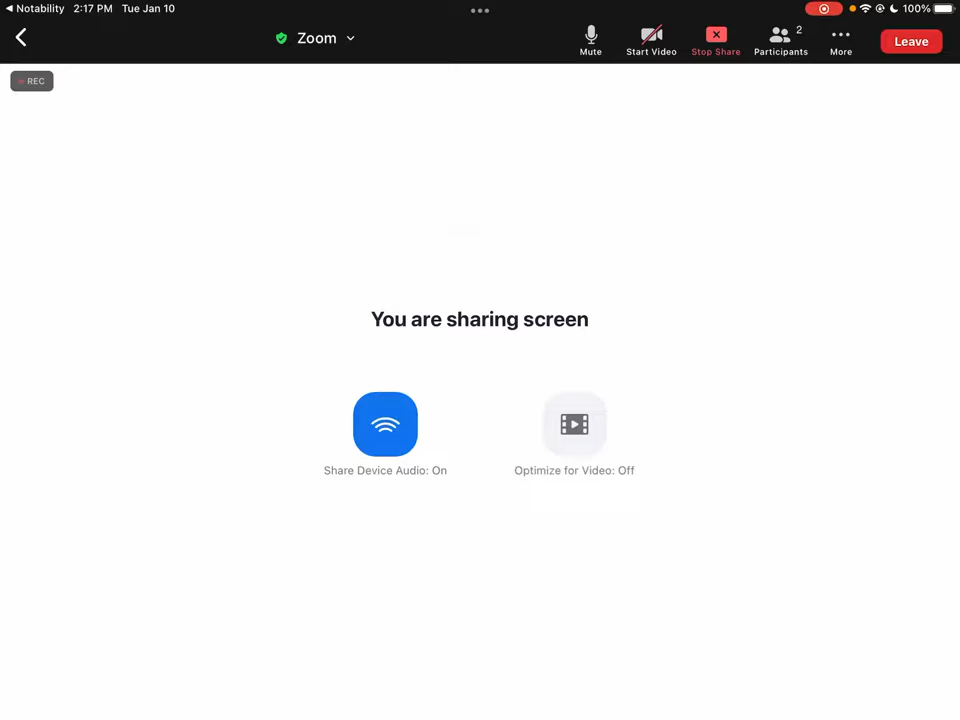 ◀ Notability 2:17 PM Tue Jan 10 100%
Zoom
Mute Start Video Stop Share Participants 2 More Leave
REC
You are sharing screen
Share Device Audio: On Optimize for Video: Off